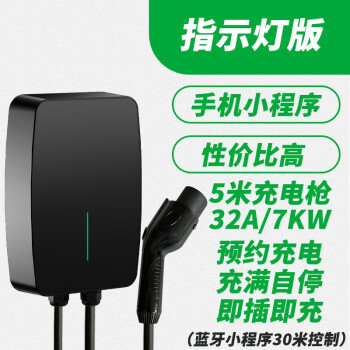 指示灯版
手机小程序
性价比高
5米充电枪
32A/7KW
预约充电
充满自停
即插即充
（蓝牙小程序30米控制）